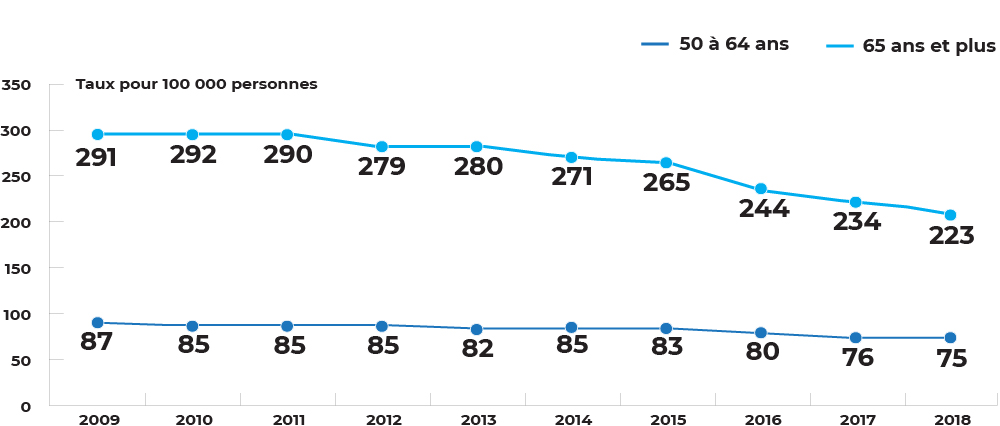 50 à 64 ans 65 ans et plus
Taux pour 100 000 personnes
350
300
250
200
150
100
50
0
291 292 290 279 280 271 265 244 234 223
87 85 85 85 82 85 83 80 76 75
2009 2010 2011 2012 2013 2014 2015 2016 2017 2018